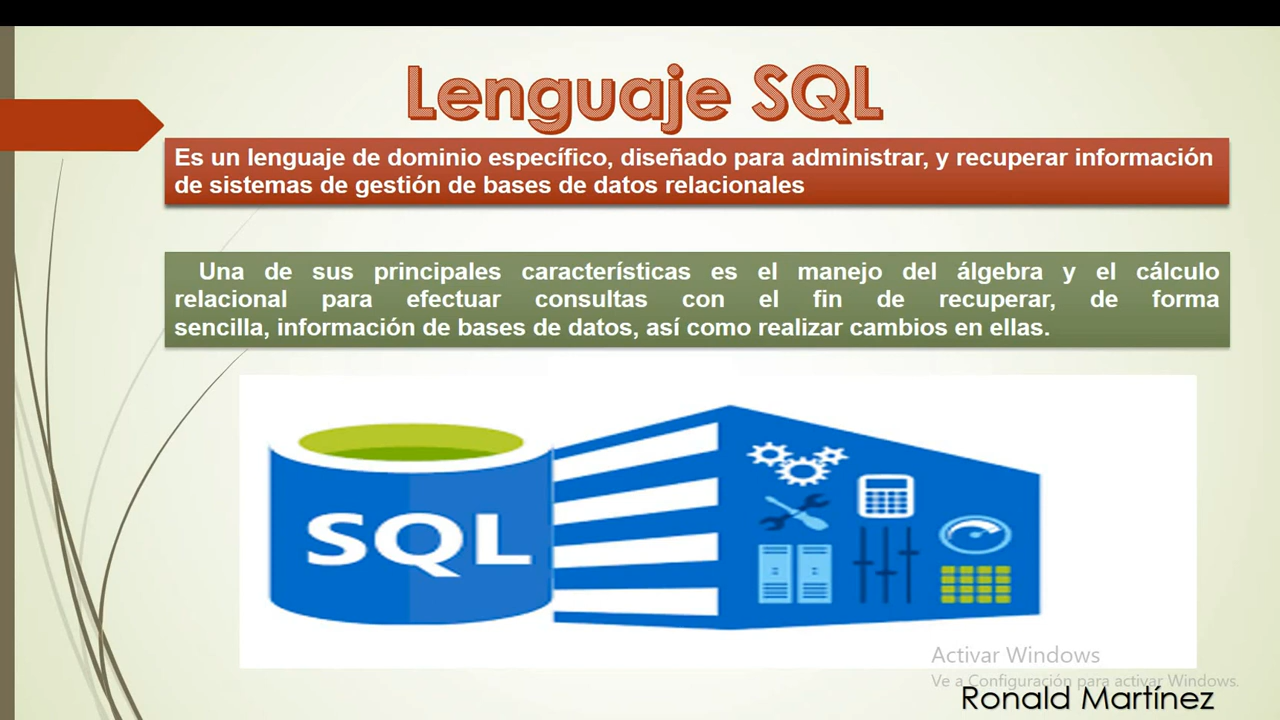 Lenguaje SQL
Es un lenguaje de dominio específico, diseñado para administrar, y recuperar información
de sistemas de gestión de bases de datos relacionales
Una de sus principales características es el manejo del álgebra y el cálculo
relacional para efectuar consultas con el fin de recuperar, de forma
sencilla, información de bases de datos, así como realizar cambios en ellas.
SQL
Activar Windows
Ve a Configuración para activar Windows.
Ronald Martínez